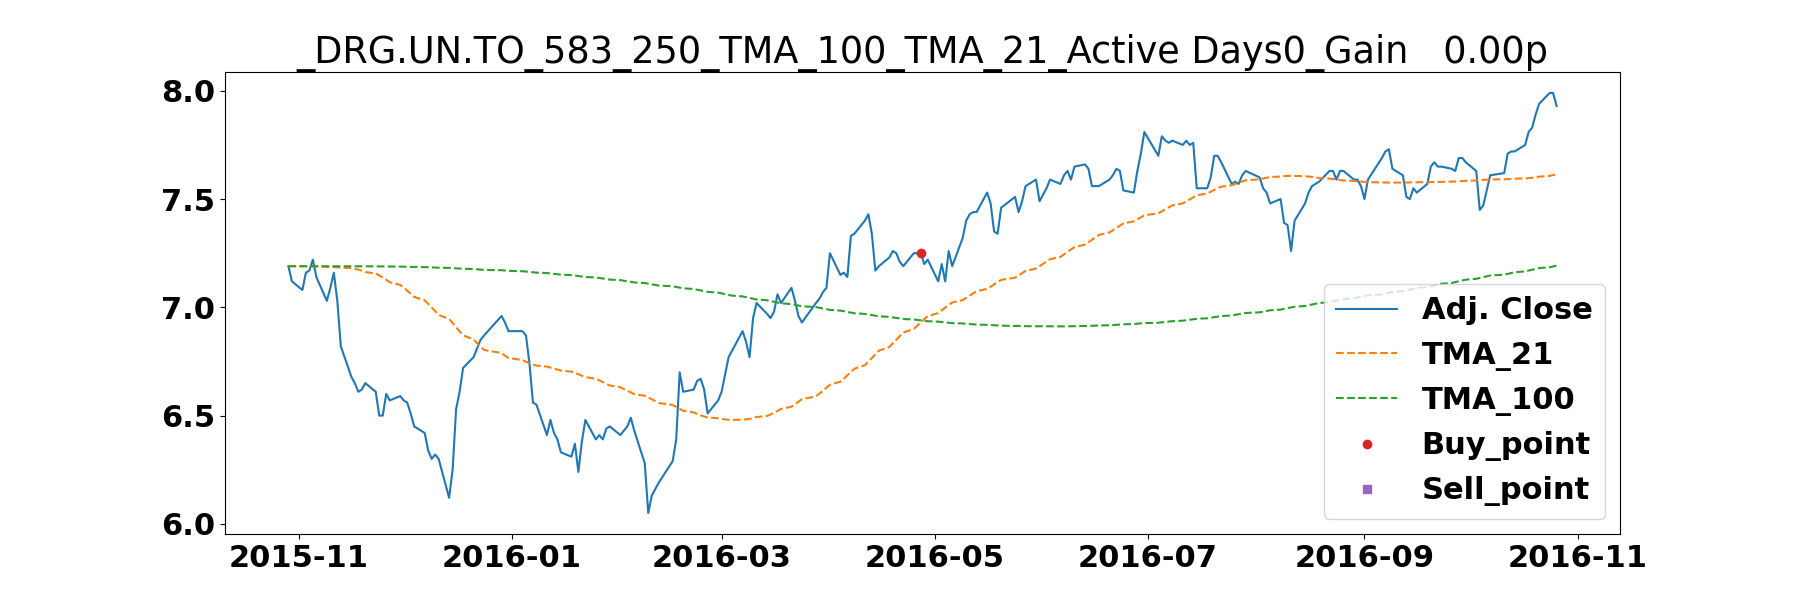 _DRG.UN.TO_583_250_TMA_100_TMA_21_Active Days0_Gain   0.00p
8.0
7.5
7.0
6.5
6.0
2015-11 2016-01 2016-03 2016-05 2016-07 2016-09 2016-11
Adj. Close
TMA_21
TMA_100
Buy_point
Sell_point